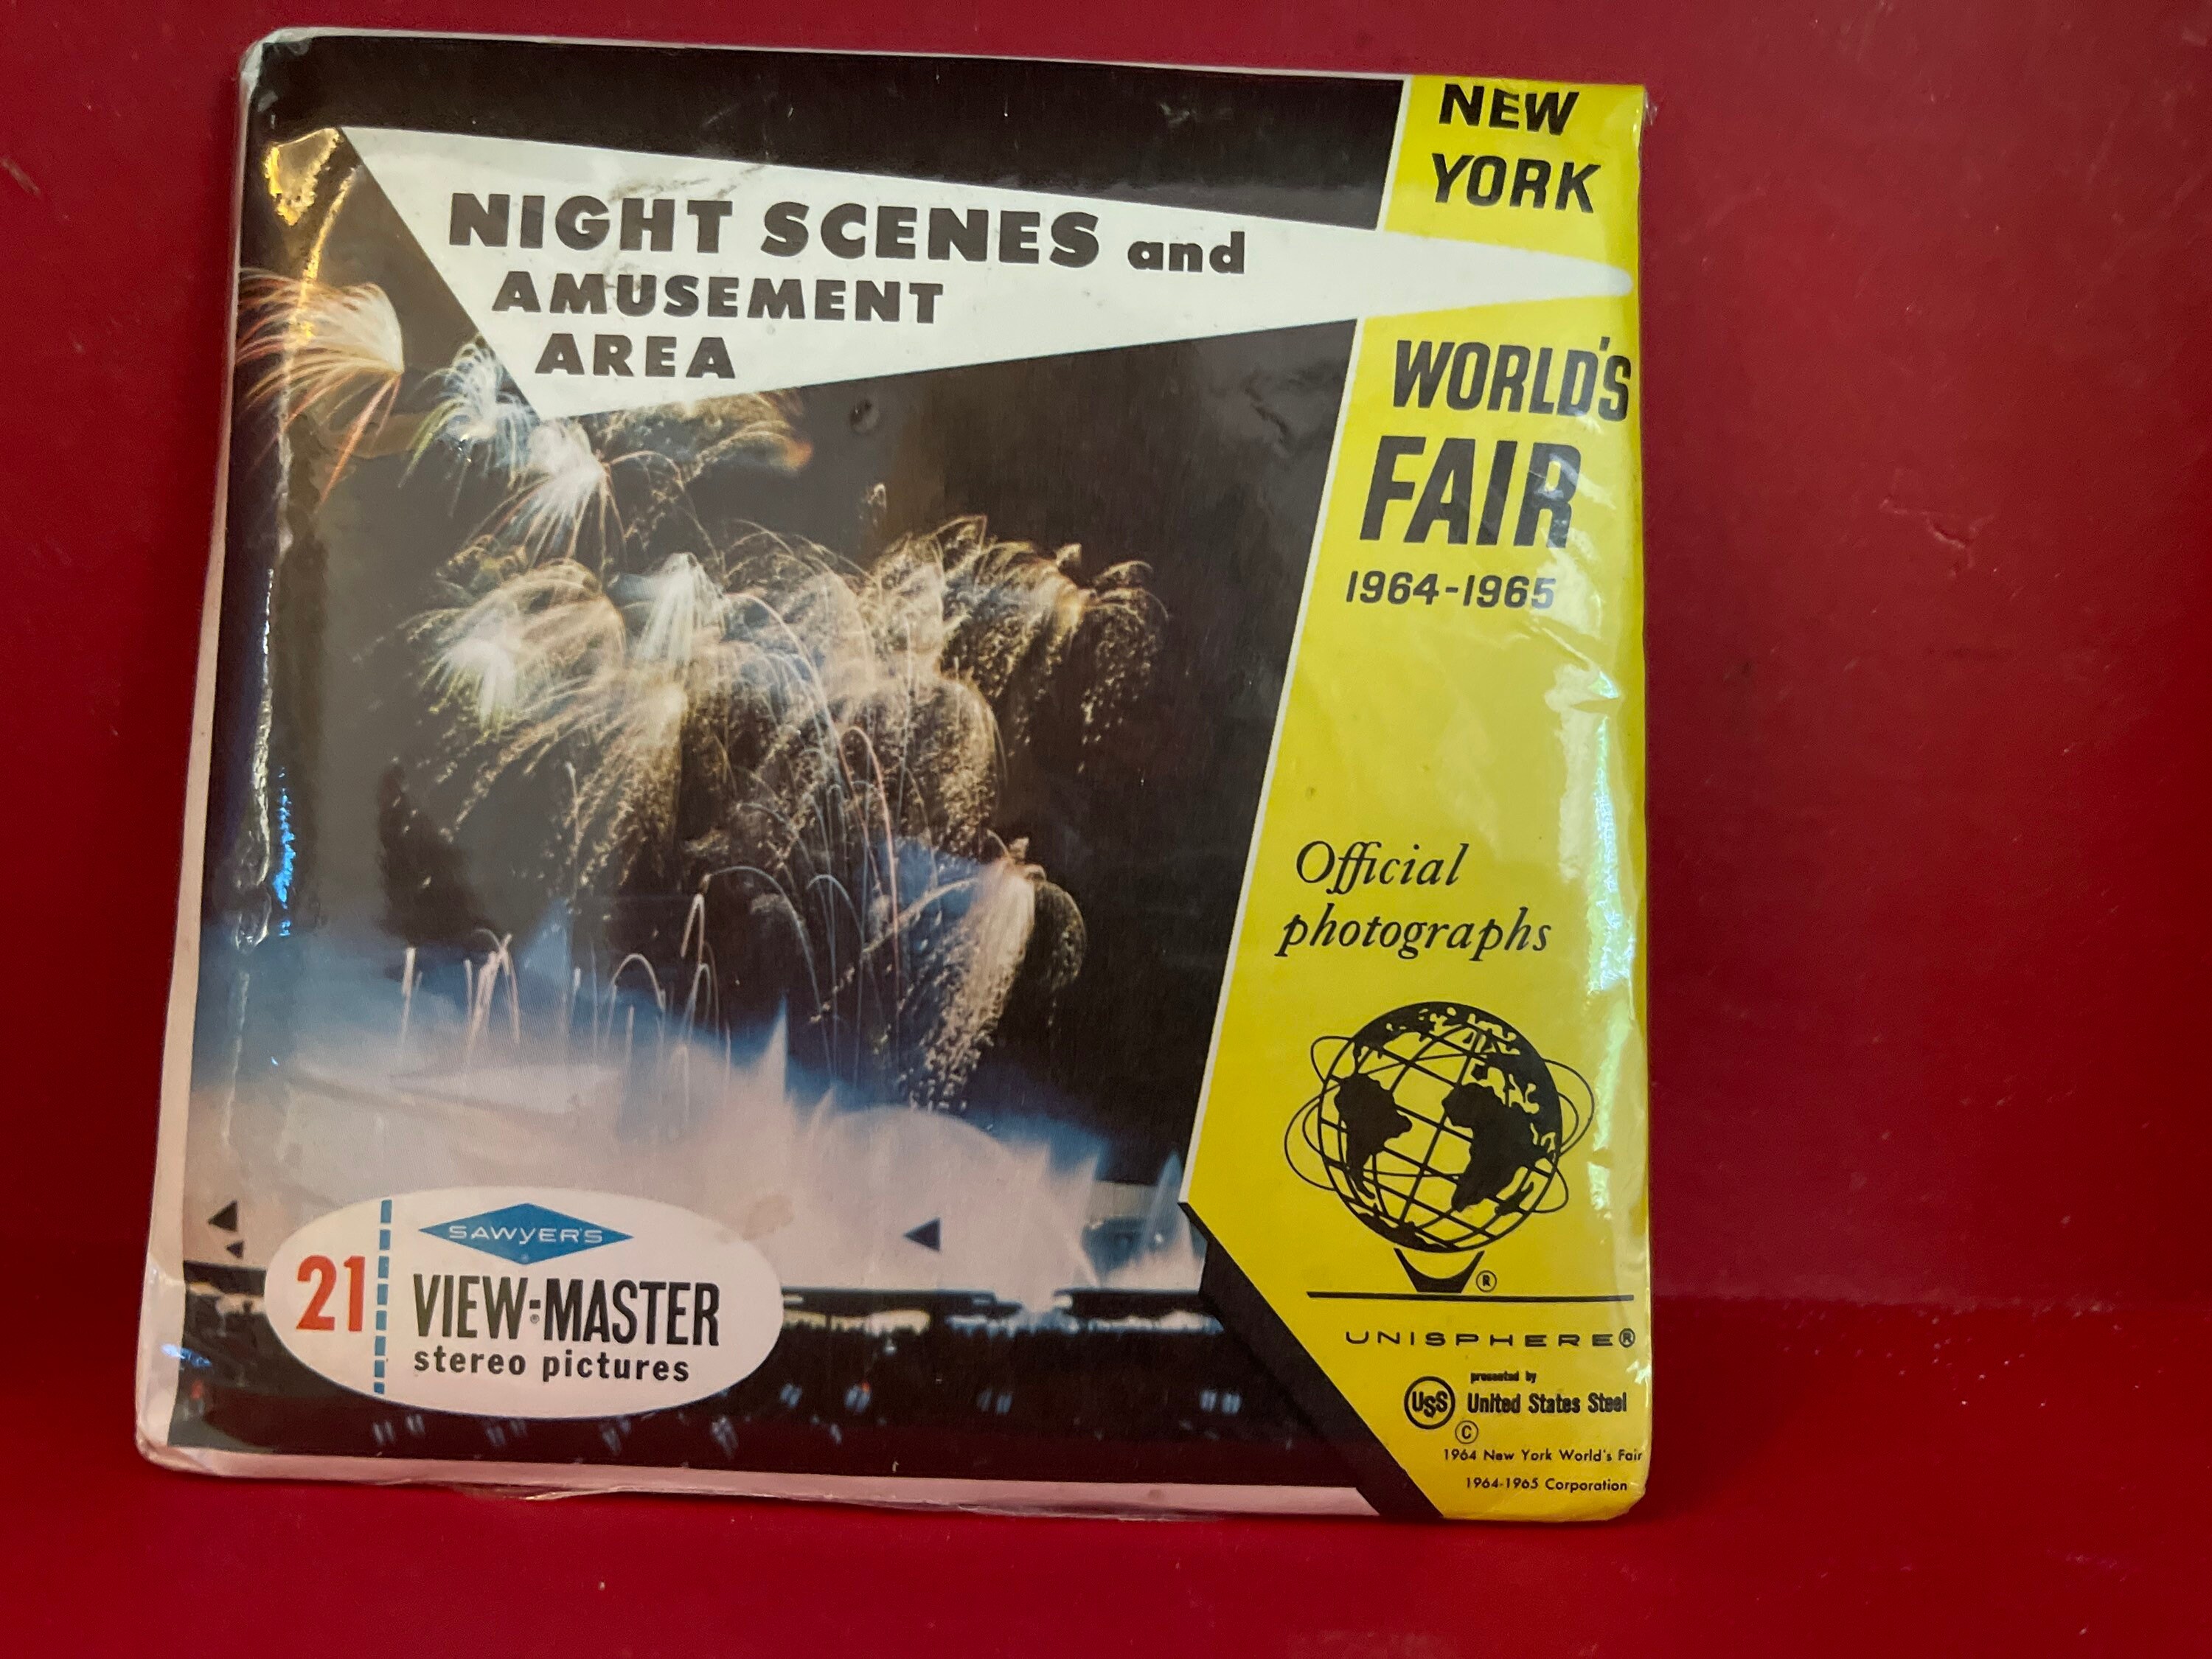 NEW
YORK
NIGHT SCENES and
AMUSEMENT
AREA
WORLD'S
FAIR
1964-1965
Official
photographs
®
UNISPHERE®
presented by
USS United States Steel
©
1964 New York World's Fair
1964-1965 Corporation
SAWYER'S
21
VIEW-MASTER
®
stereo pictures